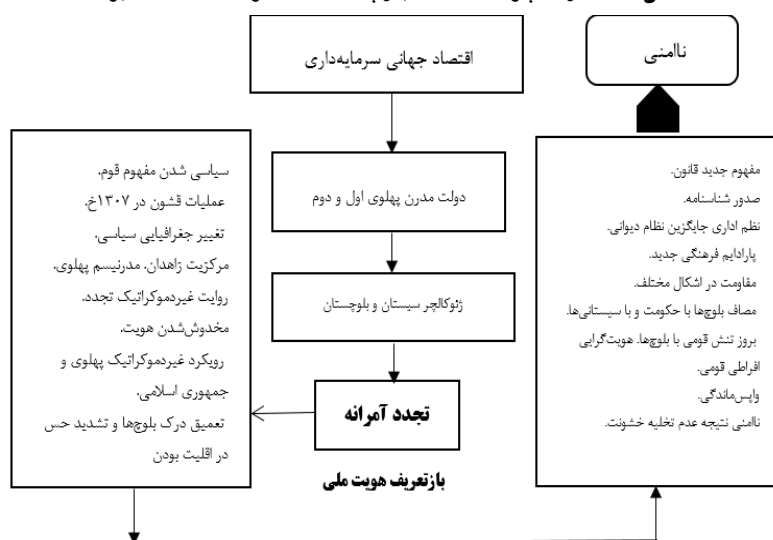 اقتصاد جهانی سرمایه‌داری
ناامنی
دولت مدرن پهلوی اول و دوم
ژئوکالچر سیستان و بلوچستان
تجدد آمرانه
بازتعریف هویت ملی
سیاسی شدن مفهوم قوم.
عملیات قشون در ۱۳۰۷خ.
تغییر جغرافیایی سیاسی.
مرکزیت زاهدان. مدرنیسم پهلوی.
روایت غیردموکراتیک تجدد.
مخدوش‌شدن هویت.
رویکرد غیردموکراتیک پهلوی و
جمهوری اسلامی.
تعمیق درک بلوچ‌ها و تشدید حس
در اقلیت بودن
مفهوم جدید قانون.
صدور شناسنامه.
نظم اداری جایگزین نظام دیوانی.
پارادایم فرهنگی جدید.
مقاومت در اشکال مختلف.
مصاف بلوچ‌ها با حکومت و با سیستانی‌ها.
بروز تنش قومی با بلوچ‌ها. هویت‌گرایی
افراطی قومی.
واپس‌ماندگی.
ناامنی نتیجه عدم تخلیه خشونت.